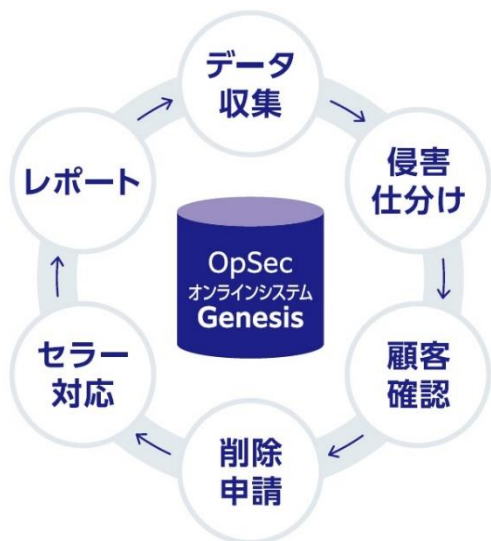 データ
収集
侵害
仕分け
顧客
確認
削除
申請
セラー
対応
レポート
OpSec
オンラインシステム
Genesis